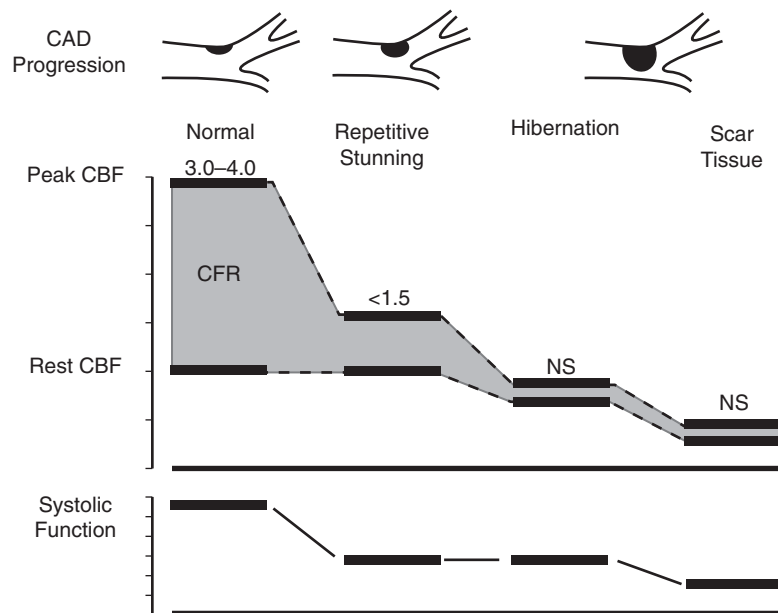 CAD
Progression
Normal
Repetitive
Stunning
Hibernation
Scar
Tissue
Peak CBF
3.0–4.0
CFR
<1.5
Rest CBF
NS
NS
Systolic
Function